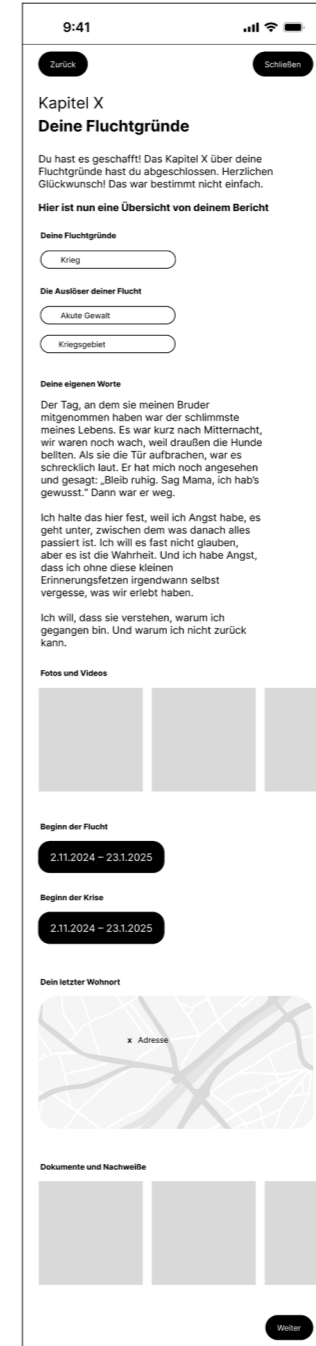 9:41
Zurück
Schließen
Kapitel X
Deine Fluchtgründe
Du hast es geschafft! Das Kapitel X über deine
Fluchtgründe hast du abgeschlossen. Herzlichen
Glückwunsch! Das war bestimmt nicht einfach.
Hier ist nun eine Übersicht von deinem Bericht
Deine Fluchtgründe
Krieg
Die Auslöser deiner Flucht
Akute Gewalt
Kriegsgebiet
Deine eigenen Worte
Der Tag, an dem sie meinen Bruder
mitgenommen haben war der schlimmste
meines Lebens. Es war kurz nach Mitternacht,
wir waren noch wach, weil draußen die Hunde
bellten. Als sie die Tür aufbrachen, war es
schrecklich laut. Er hat mich noch angesehen
und gesagt: „Bleib ruhig. Sag Mama, ich hab’s
gewusst.“ Dann war er weg.
Ich halte das hier fest, weil ich Angst habe, es
geht unter, zwischen dem was danach alles
passiert ist. Ich will es fast nicht glauben,
aber es ist die Wahrheit. Und ich habe Angst,
dass ich ohne diese kleinen
Erinnerungsfetzen irgendwann selbst
vergesse, was wir erlebt haben.
Ich will, dass sie verstehen, warum ich
gegangen bin. Und warum ich nicht zurück
kann.
Fotos und Videos
Beginn der Flucht
2.11.2024 – 23.1.2025
Beginn der Krise
2.11.2024 – 23.1.2025
Dein letzter Wohnort
x Adresse
Dokumente und Nachweiße
Weiter